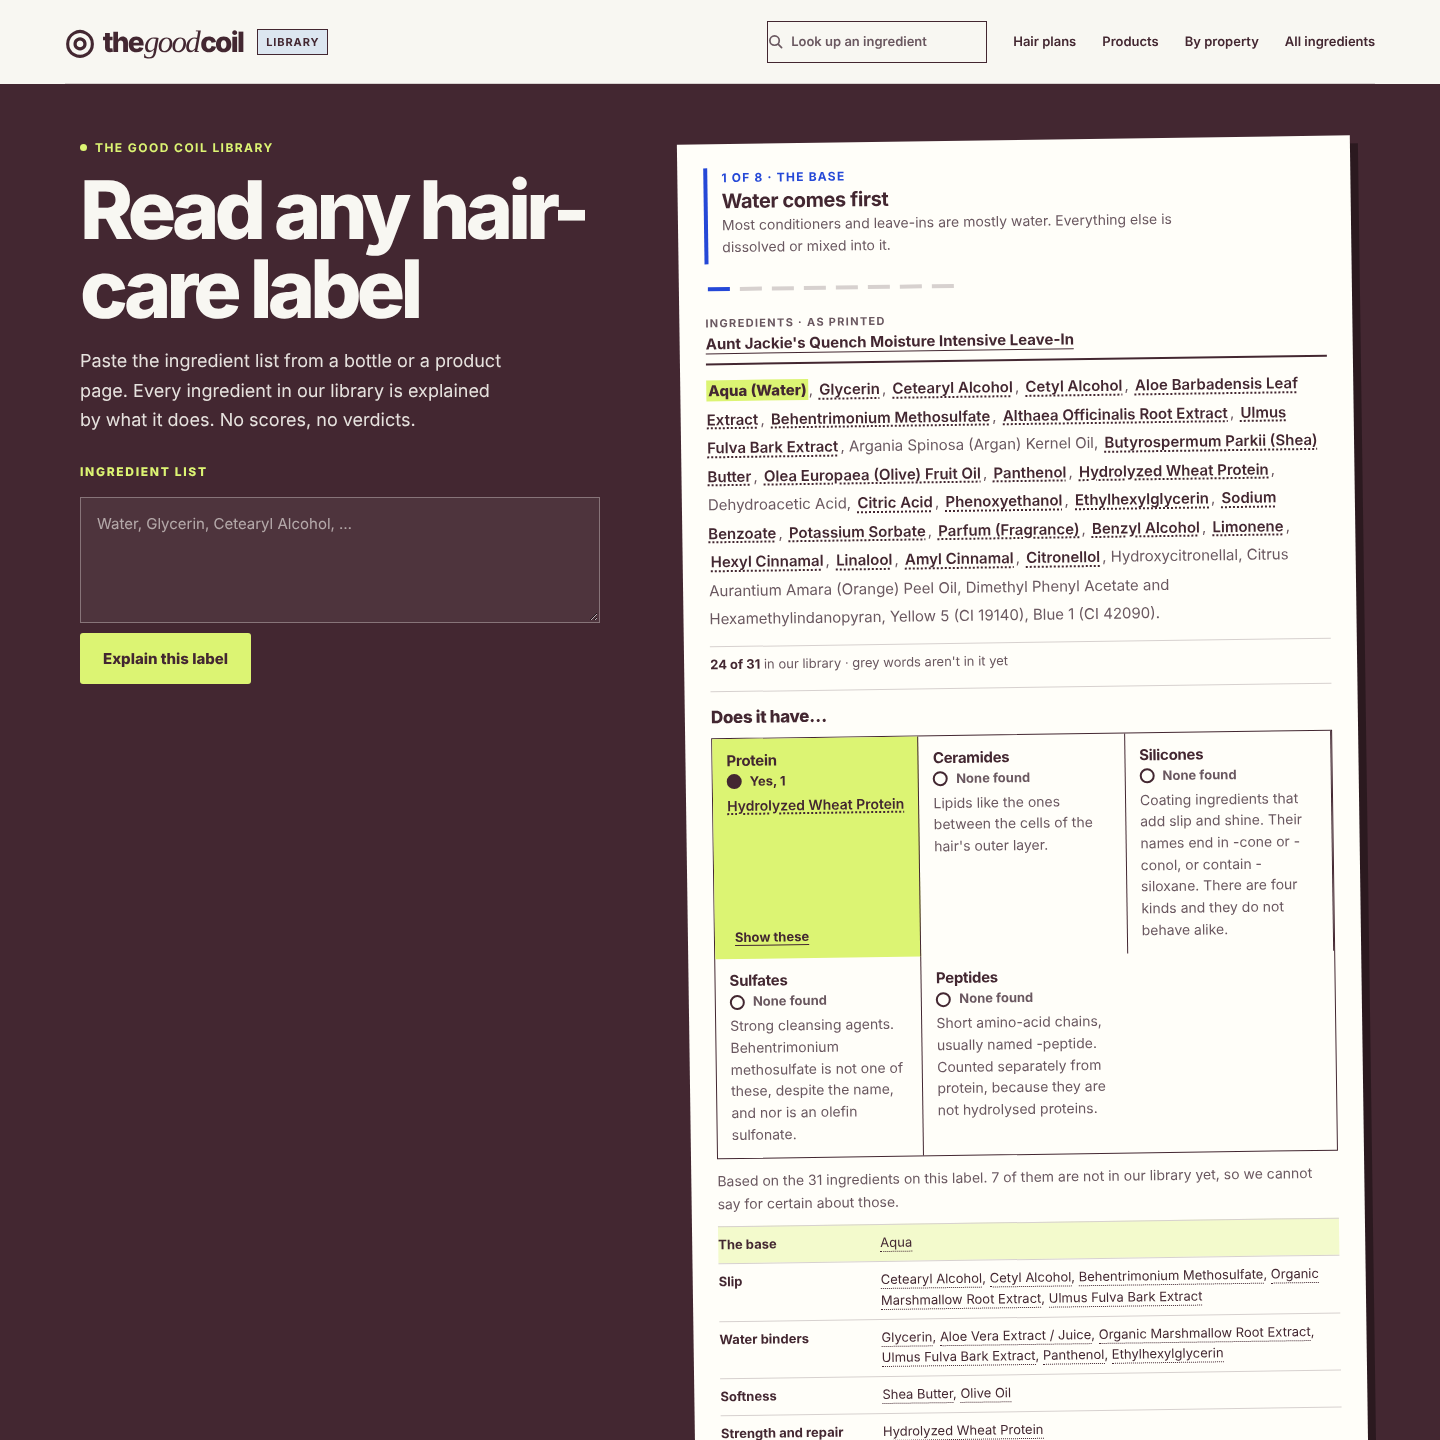 thegoodcoil LIBRARY
Look up an ingredient
Hair plans
Products
By property
All ingredients
THE GOOD COIL LIBRARY
Read any hair-
care label
Paste the ingredient list from a bottle or a product
page. Every ingredient in our library is explained
by what it does. No scores, no verdicts.
INGREDIENT LIST
Water, Glycerin, Cetearyl Alcohol, ...
Explain this label
1 OF 8 · THE BASE
Water comes first
Most conditioners and leave-ins are mostly water. Everything else is
dissolved or mixed into it.
INGREDIENTS · AS PRINTED
Aunt Jackie's Quench Moisture Intensive Leave-In
Aqua (Water), Glycerin, Cetearyl Alcohol, Cetyl Alcohol, Aloe Barbadensis Leaf
Extract, Behentrimonium Methosulfate, Althaea Officinalis Root Extract, Ulmus
Fulva Bark Extract, Argania Spinosa (Argan) Kernel Oil, Butyrospermum Parkii (Shea)
Butter, Olea Europaea (Olive) Fruit Oil, Panthenol, Hydrolyzed Wheat Protein,
Dehydroacetic Acid, Citric Acid, Phenoxyethanol, Ethylhexylglycerin, Sodium
Benzoate, Potassium Sorbate, Parfum (Fragrance), Benzyl Alcohol, Limonene,
Hexyl Cinnamal, Linalool, Amyl Cinnamal, Citronellol, Hydroxycitronellal, Citrus
Aurantium Amara (Orange) Peel Oil, Dimethyl Phenyl Acetate and
Hexamethylindanopyran, Yellow 5 (CI 19140), Blue 1 (CI 42090).
24 of 31 in our library · grey words aren't in it yet
Does it have...
Protein
Yes, 1
Hydrolyzed Wheat Protein
Show these
Ceramides
None found
Lipids like the ones
between the cells of the
hair's outer layer.
Silicones
None found
Coating ingredients that
add slip and shine. Their
names end in -cone or -
conol, or contain -
siloxane. There are four
kinds and they do not
behave alike.
Sulfates
None found
Strong cleansing agents.
Behentrimonium
methosulfate is not one of
these, despite the name,
and nor is an olefin
sulfonate.
Peptides
None found
Short amino-acid chains,
usually named -peptide.
Counted separately from
protein, because they are
not hydrolysed proteins.
Based on the 31 ingredients on this label. 7 of them are not in our library yet, so we cannot
say for certain about those.
The base
Aqua
Slip
Cetearyl Alcohol, Cetyl Alcohol, Behentrimonium Methosulfate, Organic
Marshmallow Root Extract, Ulmus Fulva Bark Extract
Water binders
Glycerin, Aloe Vera Extract / Juice, Organic Marshmallow Root Extract,
Ulmus Fulva Bark Extract, Panthenol, Ethylhexylglycerin
Softness
Shea Butter, Olive Oil
Strength and repair
Hydrolyzed Wheat Protein